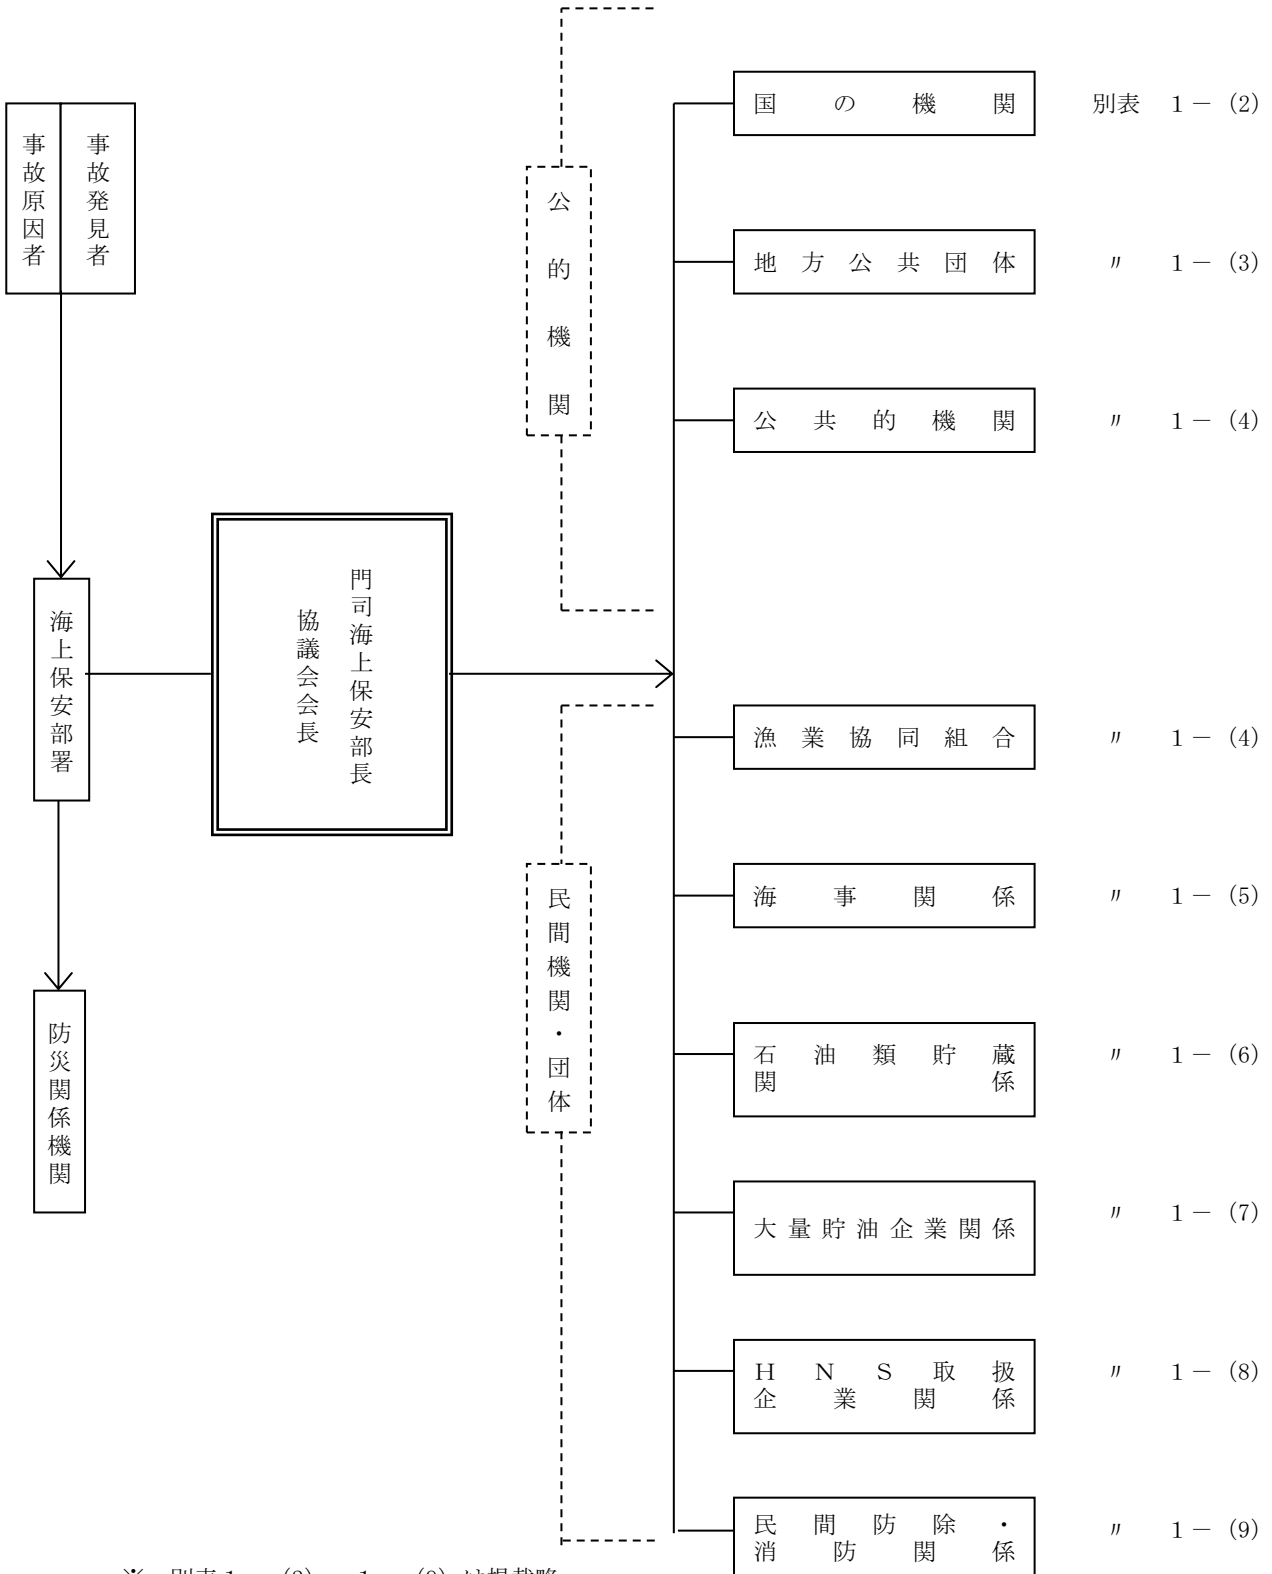 事故発見者
事故原因者
海上保安部署
防災関係機関
門司海上保安部長
協議会会長
公的機関
国の機関 別表 1－(2)
地方公共団体 〃 1－(3)
公共的機関 〃 1－(4)
民間機関・団体
漁業協同組合 〃 1－(4)
海事関係 〃 1－(5)
石油類貯蔵
関係 〃 1－(6)
大量貯油企業関係 〃 1－(7)
HNS取扱
企業関係 〃 1－(8)
民間防除・
消防関係 〃 1－(9)